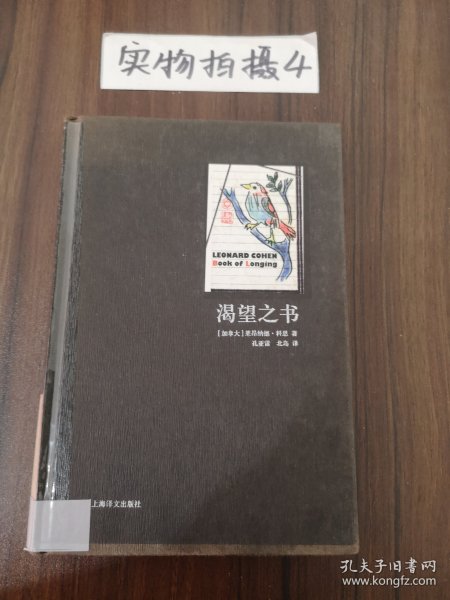 实物拍摄4
LEONARD COHEN
Book of Longing
渴望之书
[加拿大]莱昂纳德·科恩 著
孔亚雷 北岛 译
上海译文出版社
孔夫子旧书网
www.kongfz.com